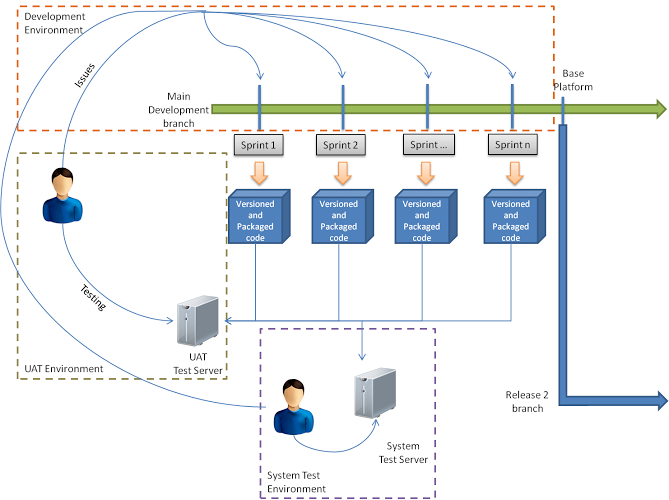 Development
Environment
Issues
Base
Platform
Main
Development
branch
Sprint 1
Sprint 2
Sprint ...
Sprint n
Versioned
and
Packaged
code
Versioned
and
Packaged
code
Versioned
and
Packaged
code
Versioned
and
Packaged
code
Testing
UAT
Test Server
UAT Environment
Release 2
branch
System
Test Server
System Test
Environment